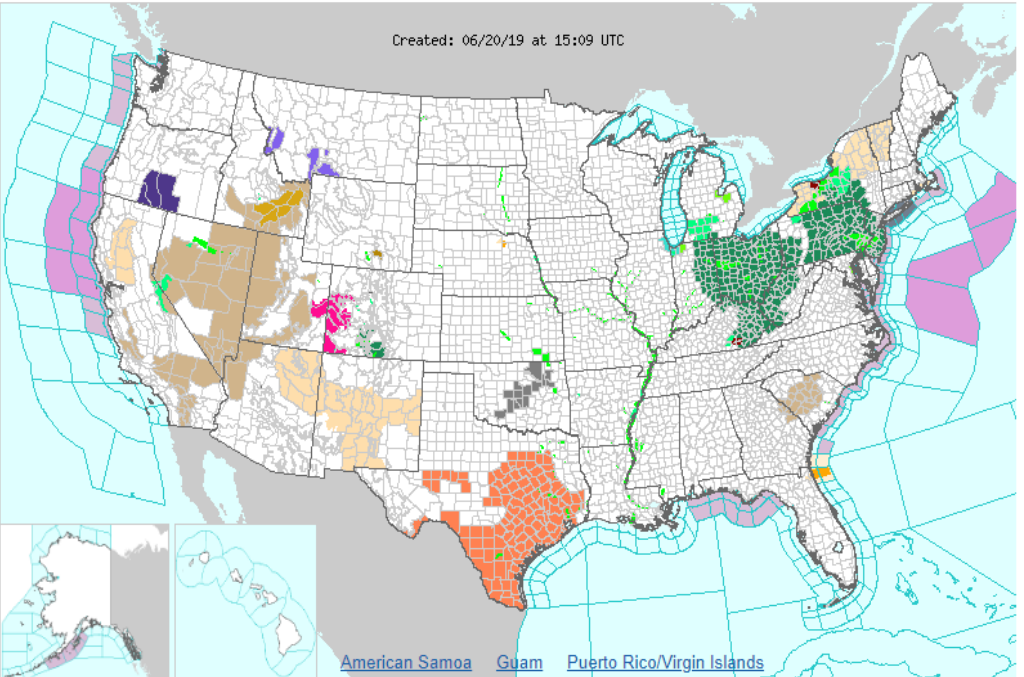 Created: 06/20/19 at 15:09 UTC
American Samoa Guam Puerto Rico/Virgin Islands